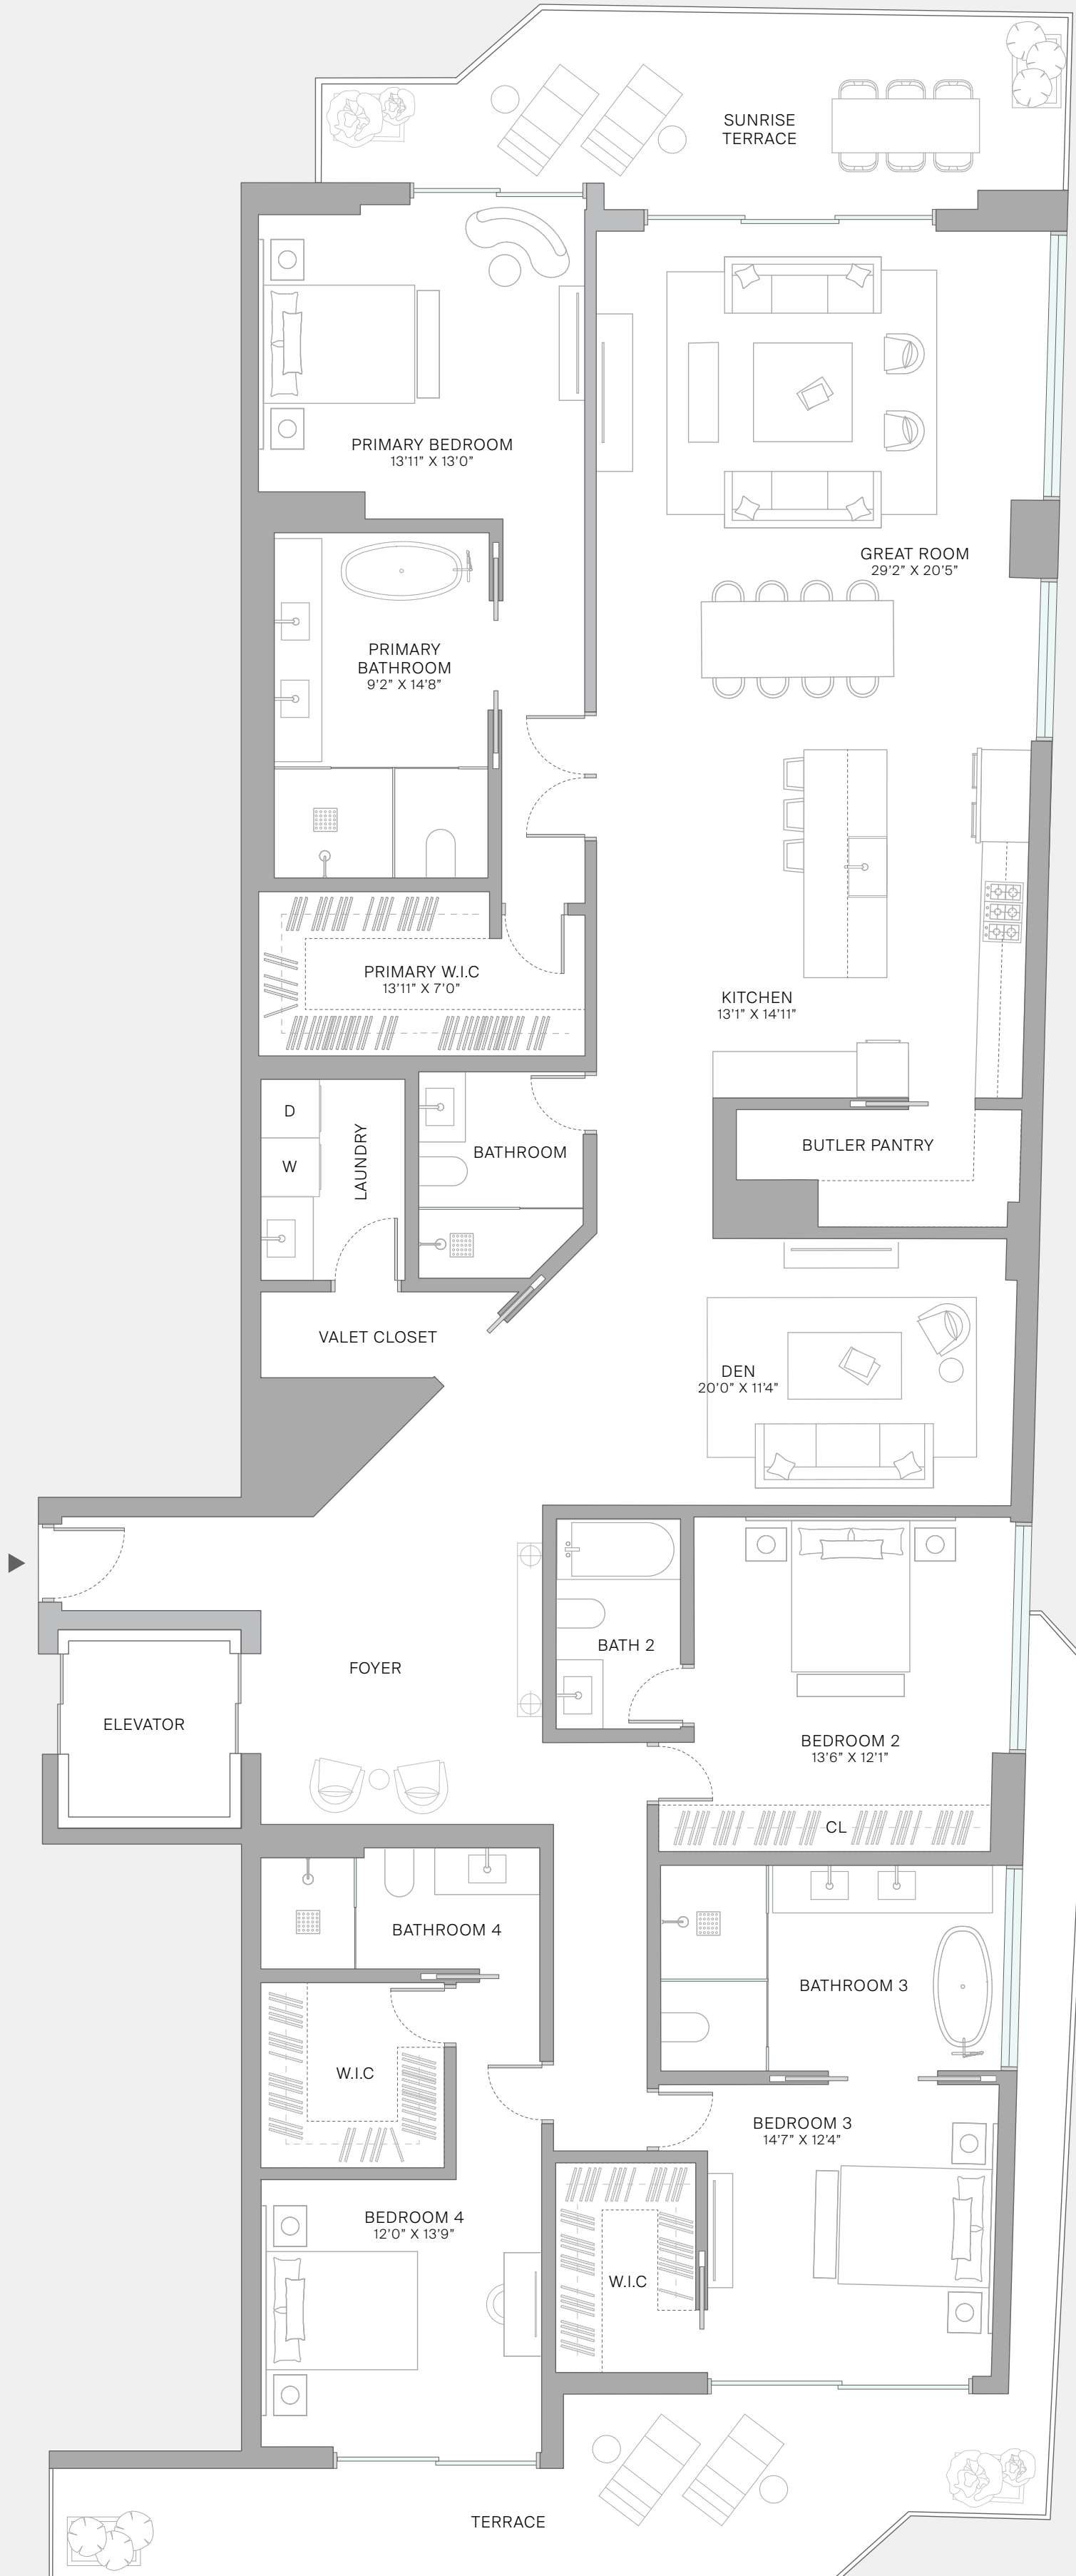 SUNRISE
TERRACE
PRIMARY BEDROOM
13'11" X 13'0"
GREAT ROOM
29'2" X 20'5"
PRIMARY
BATHROOM
9'2" X 14'8"
PRIMARY W.I.C
13'11" X 7'0"
KITCHEN
13'1" X 14'11"
D
W
LAUNDRY
BATHROOM
BUTLER PANTRY
VALET CLOSET
DEN
20'0" X 11'4"
BATH 2
FOYER
ELEVATOR
BEDROOM 2
13'6" X 12'1"
CL
BATHROOM 4
BATHROOM 3
W.I.C
BEDROOM 3
14'7" X 12'4"
BEDROOM 4
12'0" X 13'9"
W.I.C
TERRACE